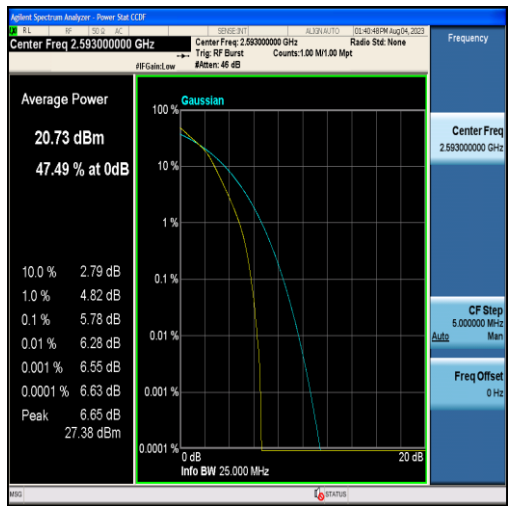 Agilent Spectrum Analyzer - Power Stat CCDF
RL RF 50 Ω AC SENSE:INT ALIGN AUTO 01:40:48 PM Aug 04, 2023
Center Freq 2.593000000 GHz
Center Freq: 2.593000000 GHz Radio Std: None
Trig: RF Burst Counts:1.00 M/1.00 Mpt
#IFGain:Low #Atten: 46 dB
Frequency
Average Power
20.73 dBm
47.49 % at 0dB
10.0 % 2.79 dB
1.0 % 4.82 dB
0.1 % 5.78 dB
0.01 % 6.28 dB
0.001 % 6.55 dB
0.0001 % 6.63 dB
Peak 6.65 dB
27.38 dBm
Gaussian
100 %
10 %
1 %
0.1 %
0.01 %
0.001 %
0.0001 %
0 dB 20 dB
Info BW 25.000 MHz
Center Freq
2.593000000 GHz
CF Step
5.000000 MHz
Auto Man
Freq Offset
0 Hz
MSG STATUS